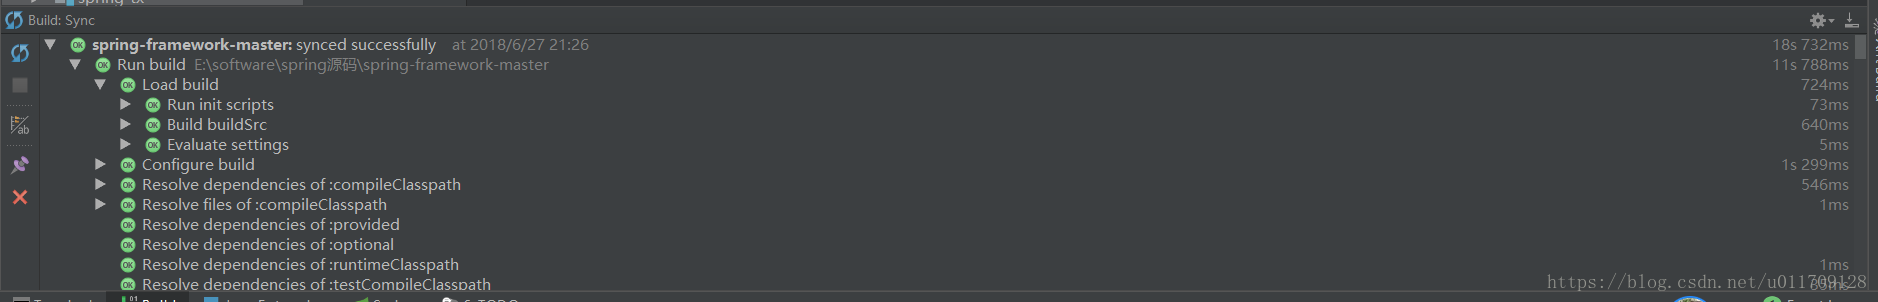 Build: Sync
spring-framework-master: synced successfully at 2018/6/27 21:26 18s 732ms
Run build E:\software\spring源码\spring-framework-master 11s 788ms
Load build 724ms
Run init scripts 73ms
Build buildSrc 640ms
Evaluate settings 5ms
Configure build 1s 299ms
Resolve dependencies of :compileClasspath 546ms
Resolve files of :compileClasspath 1ms
Resolve dependencies of :provided
Resolve dependencies of :optional
Resolve dependencies of :runtimeClasspath 1ms
Resolve dependencies of :testCompileClasspath
https://blog.csdn.net/u011709128